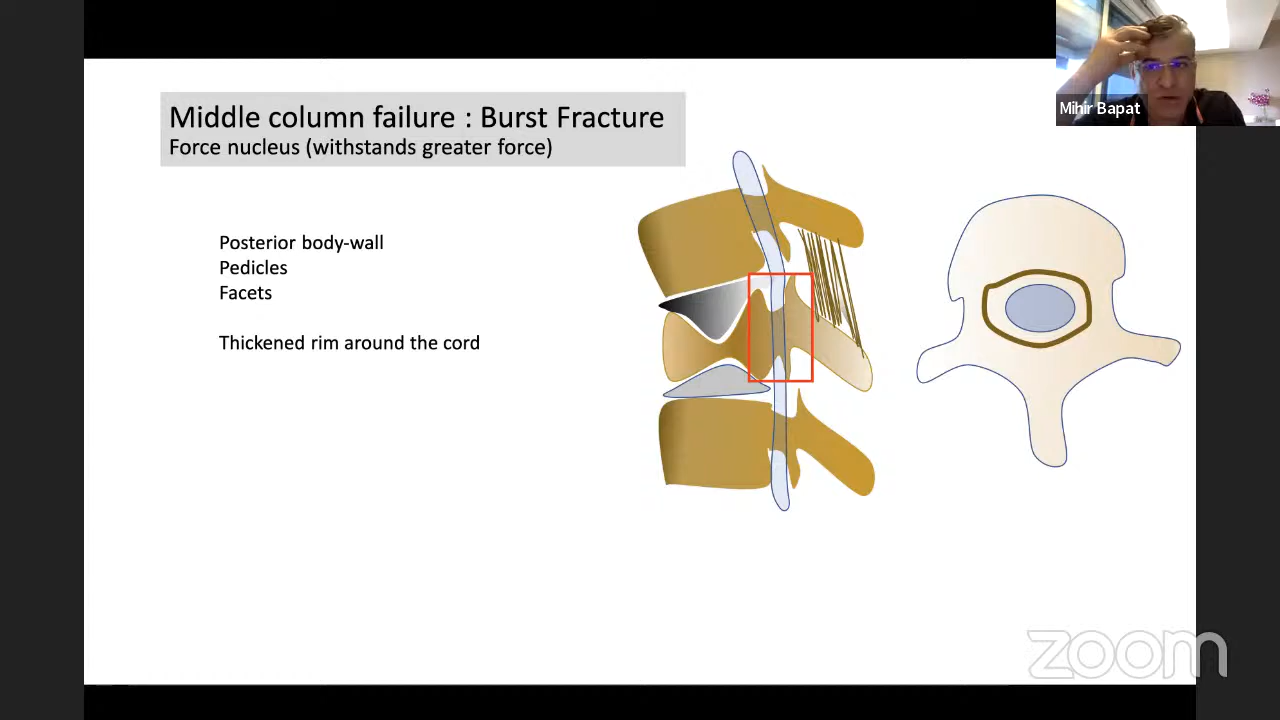 Middle column failure : Burst Fracture
Force nucleus (withstands greater force)
Posterior body-wall
Pedicles
Facets
Thickened rim around the cord
Mihir Bapat
zoom